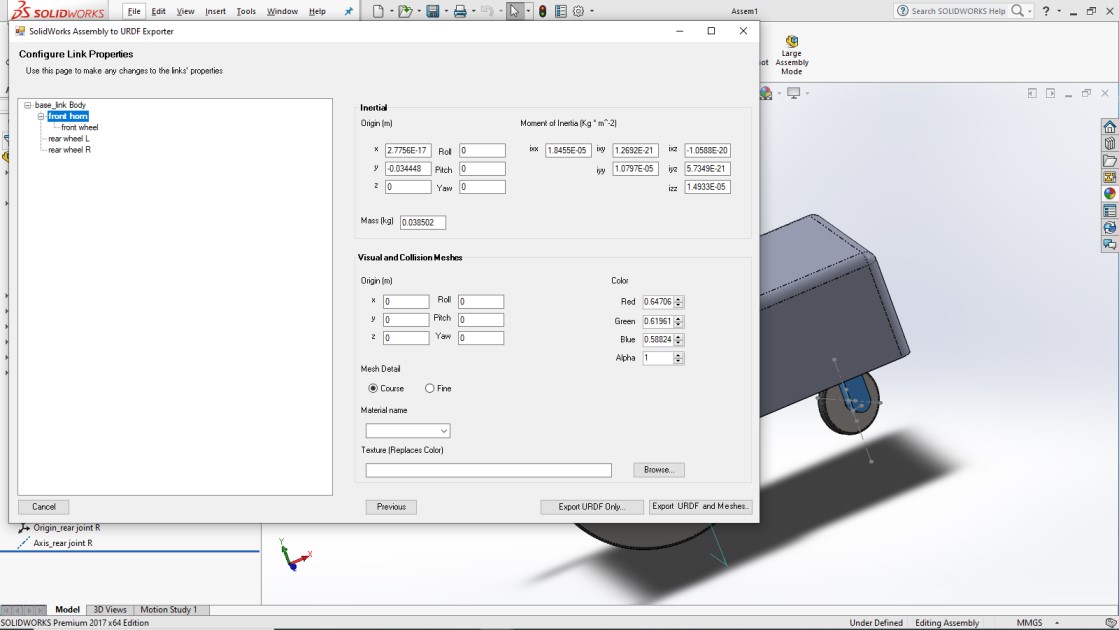 SOLIDWORKS File Edit View Insert Tools Window Help Assem1 Search SOLIDWORKS Help ?
SolidWorks Assembly to URDF Exporter
Configure Link Properties
Use this page to make any changes to the links' properties
Large
Assembly
Mode
base_link Body
front horn
front wheel
rear wheel L
rear wheel R
Inertial
Origin (m) Moment of Inertia (Kg * m^-2)
x 2.7756E-17 Roll 0 ixx 1.8455E-05 ixy 1.2692E-21 ixz -1.0588E-20
y -0.034448 Pitch 0 iyy 1.0797E-05 iyz 5.7349E-21
z 0 Yaw 0 izz 1.4933E-05
Mass (kg) 0.038502
Visual and Collision Meshes
Origin (m) Color
x 0 Roll 0 Red 0.64706
y 0 Pitch 0 Green 0.61961
z 0 Yaw 0 Blue 0.58824
Alpha 1
Mesh Detail
Course Fine
Material name
Texture (Replaces Color)
Browse...
Cancel Previous Export URDF Only... Export URDF and Meshes..
Origin_rear joint R
Axis_rear joint R
Y
X
Model 3D Views Motion Study 1
SOLIDWORKS Premium 2017 x64 Edition Under Defined Editing Assembly MMGS